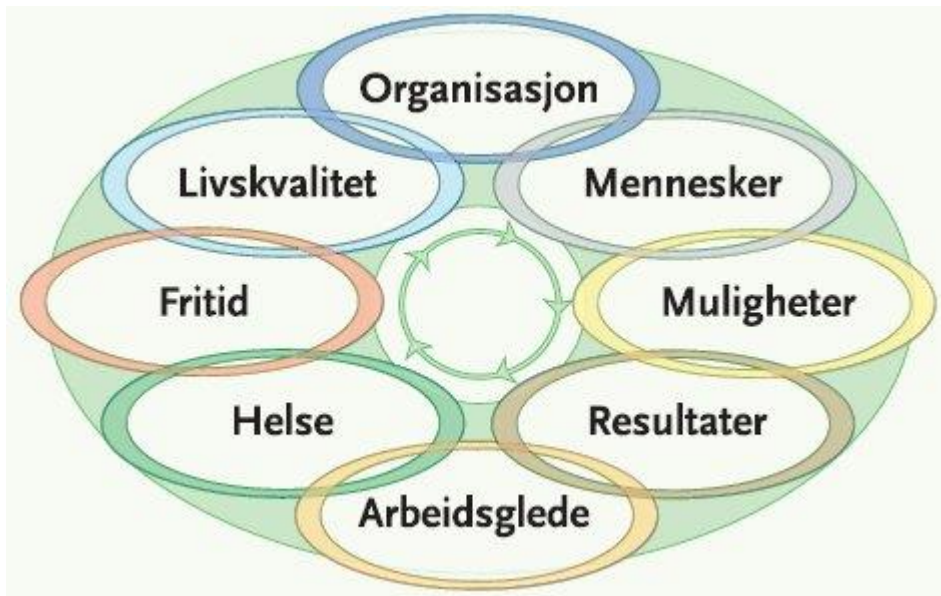 Organisasjon
Livskvalitet
Mennesker
Fritid
Muligheter
Helse
Resultater
Arbeidsglede